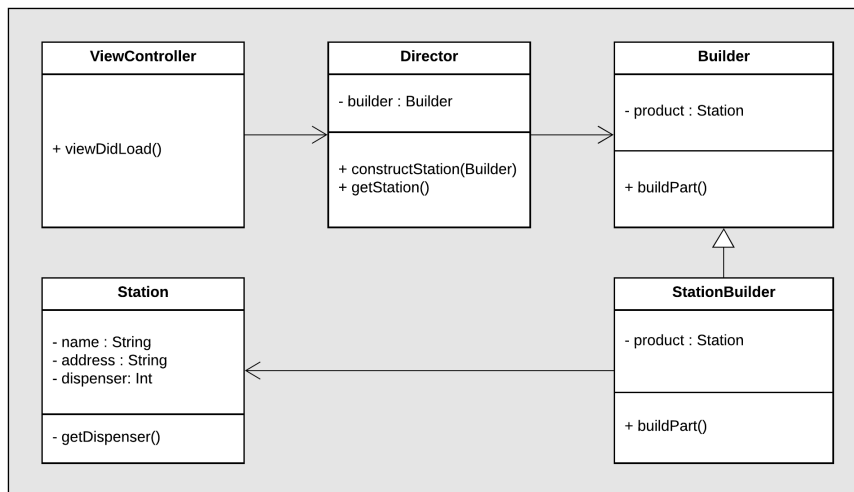 ViewController
+ viewDidLoad()
Director
- builder : Builder
+ constructStation(Builder)
+ getStation()
Builder
- product : Station
+ buildPart()
Station
- name : String
- address : String
- dispenser: Int
- getDispenser()
StationBuilder
- product : Station
+ buildPart()